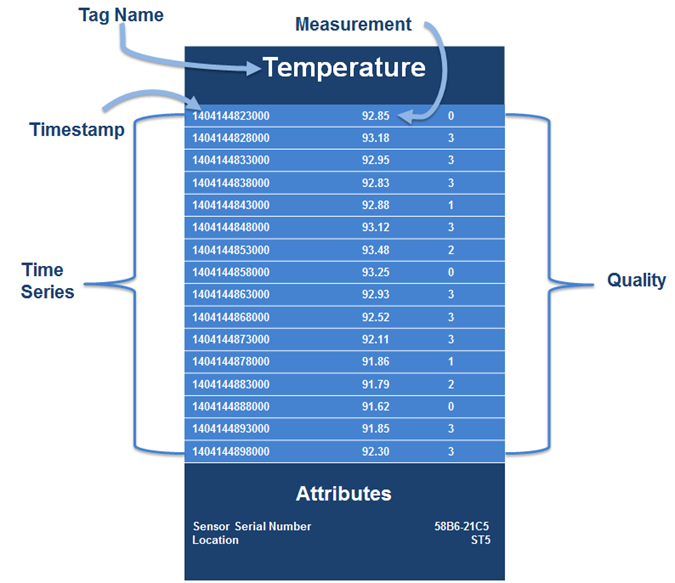 Tag Name
Measurement
Temperature
Timestamp
1404144823000 92.85 0
1404144828000 93.18 3
1404144833000 92.95 3
1404144838000 92.83 3
1404144843000 92.88 1
1404144848000 93.12 3
1404144853000 93.48 2
1404144858000 93.25 0
1404144863000 92.93 3
1404144868000 92.52 3
1404144873000 92.11 3
1404144878000 91.86 1
1404144883000 91.79 2
1404144888000 91.62 0
1404144893000 91.85 3
1404144898000 92.30 3
Time
Series
Quality
Attributes
Sensor Serial Number 58B6-21C5
Location ST5